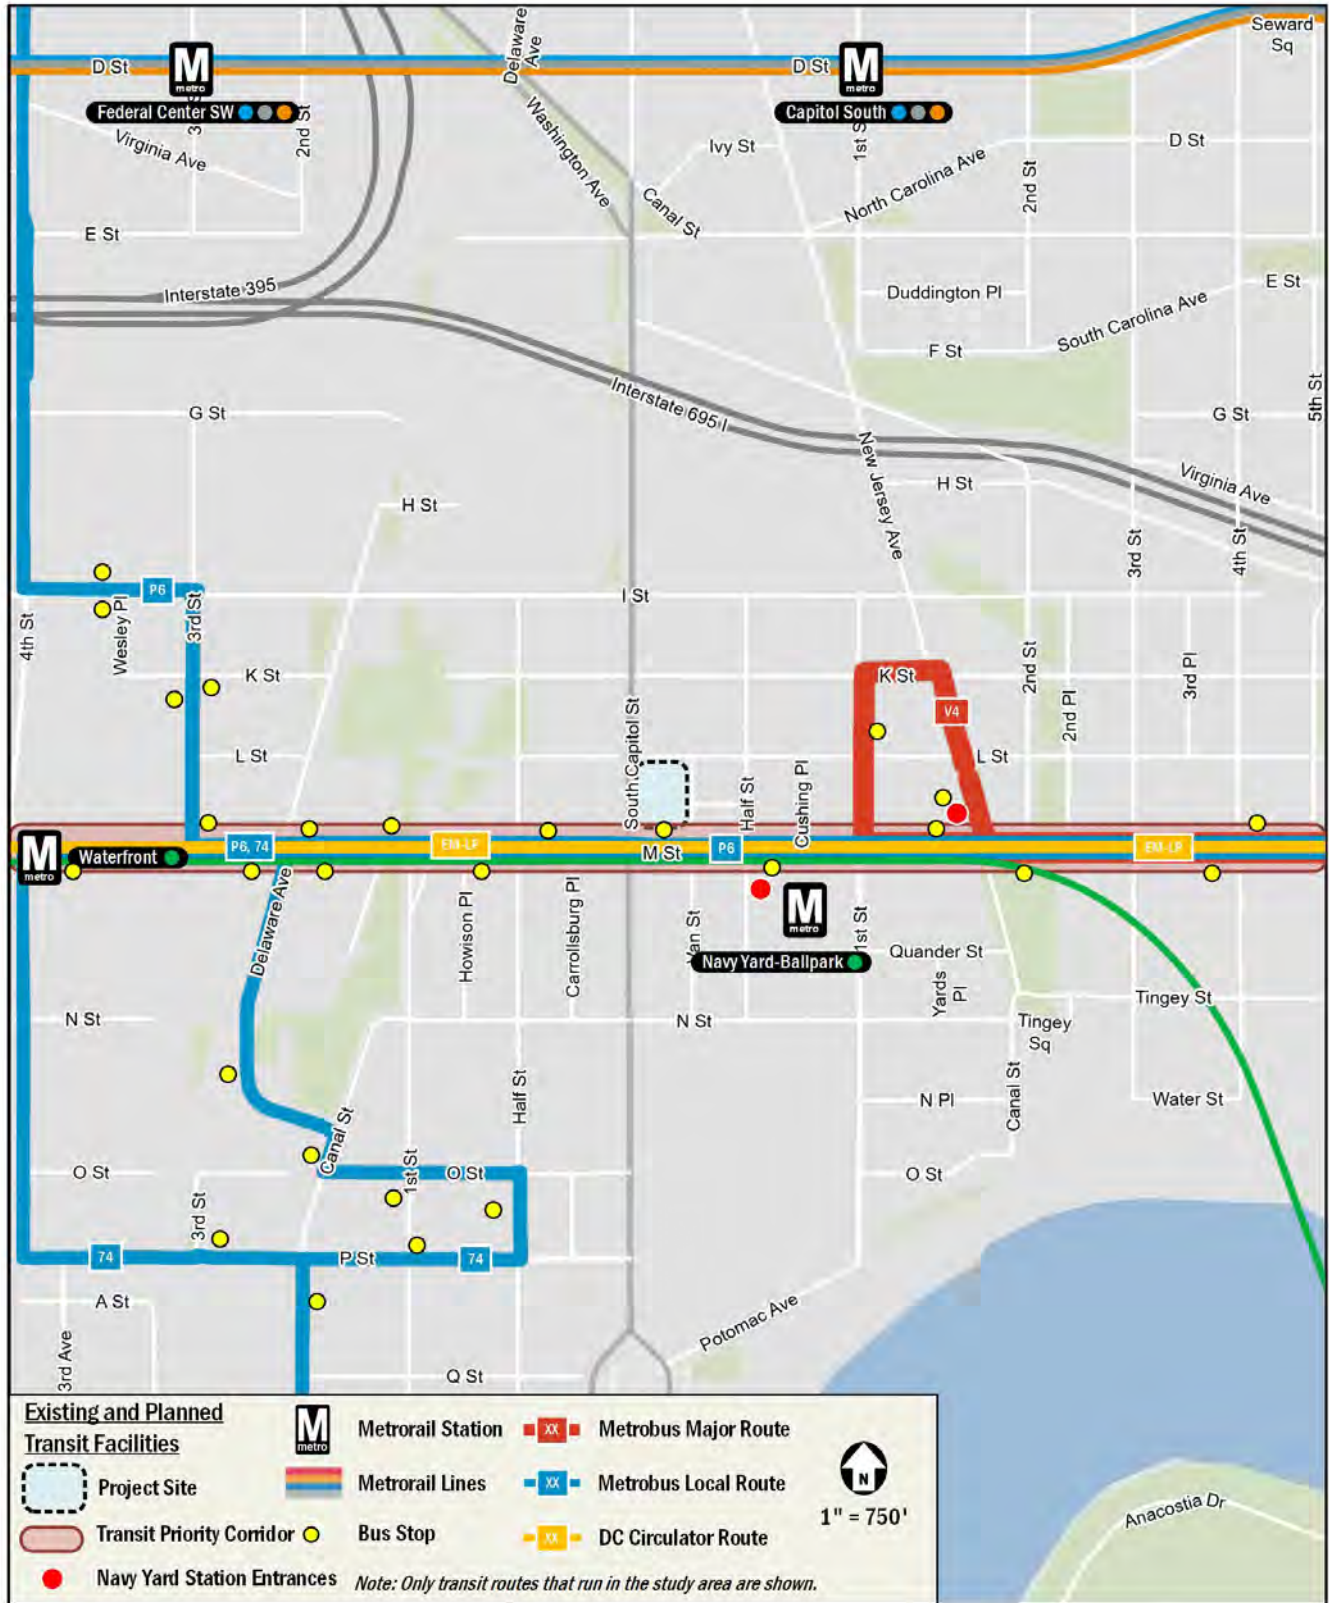 Seward
Sq
Delaware
Ave
D St
M
metro
D St
M
metro
Federal Center SW
Capitol South
2nd St
Virginia Ave
Washington Ave
Ivy St
D St
North Carolina Ave
2nd St
Canal St
E St
Interstate 395
Duddington Pl
E St
South Carolina Ave
F St
Interstate 695 I
5th St
G St
G St
New Jersey Ave
H St
Virginia Ave
H St
3rd St
4th St
P6
I St
4th St
Wesley Pl
3rd St
K St
K St
2nd St
3rd Pl
2nd Pl
V4
South Capitol St
L St
L St
Half St
Cushing Pl
M
metro
Waterfront
P6, 74
EM-LP
M St
P6
EM-LP
Delaware Ave
Howison Pl
Carrollsburg Pl
Van St
M
metro
1st St
Navy Yard-Ballpark
Quander St
Yards
Pl
Tingey St
N St
N St
Tingey
Sq
Half St
Canal St
N Pl
Water St
Canal St
O St
1st St
O St
O St
3rd St
74
P St
74
A St
3rd Ave
Potomac Ave
Q St
Existing and Planned
Transit Facilities
Project Site
Transit Priority Corridor
Navy Yard Station Entrances
M
metro
Metrorail Station
Metrorail Lines
Bus Stop
XX
Metrobus Major Route
XX
Metrobus Local Route
XX
DC Circulator Route
N
1" = 750'
Note: Only transit routes that run in the study area are shown.
Anacostia Dr